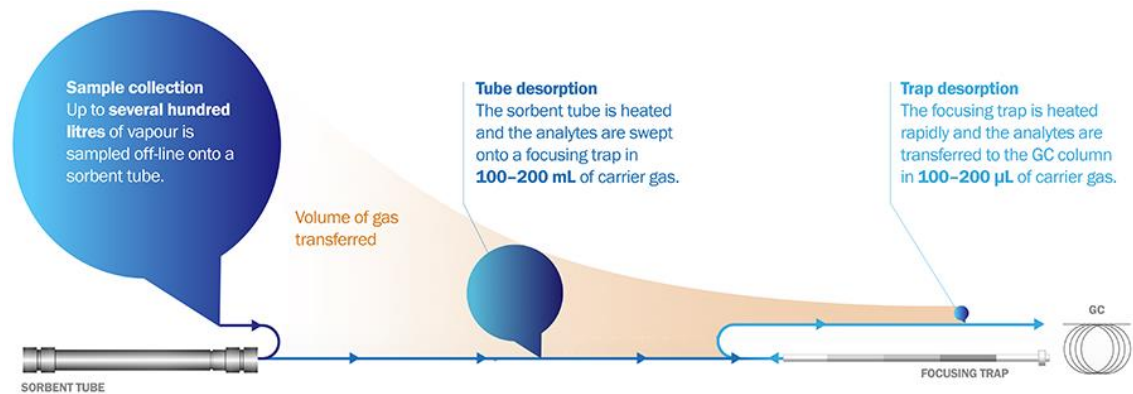 Sample collection
Up to several hundred
litres of vapour is
sampled off-line onto a
sorbent tube.
Volume of gas
transferred
Tube desorption
The sorbent tube is heated
and the analytes are swept
onto a focusing trap in
100–200 mL of carrier gas.
Trap desorption
The focusing trap is heated
rapidly and the analytes are
transferred to the GC column
in 100–200 µL of carrier gas.
GC
SORBENT TUBE
FOCUSING TRAP